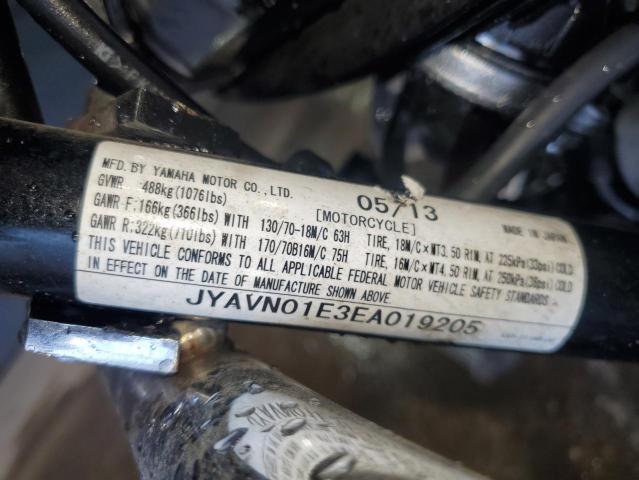 MFD. BY YAMAHA MOTOR CO., LTD. 05/13
GVWR :488kg(1076lbs) [MOTORCYCLE] MADE IN JAPAN
GAWR-F:166kg(366lbs) WITH 130/70-18M/C 63H TIRE, 18M/C×MT3.50 RIM, AT 235kPa(33psi)COLD
GAWR R:322kg(710lbs) WITH 170/70B16M/C 75H TIRE, 16M/C×MT4.50 RIM, AT 250kPa(36psi)COLD
THIS VEHICLE CONFORMS TO ALL APPLICABLE FEDERAL MOTOR VEHICLE SAFETY STANDARDS
IN EFFECT ON THE DATE OF MANUFACTURE SHOWN ABOVE
JYAVN01E3EA019205